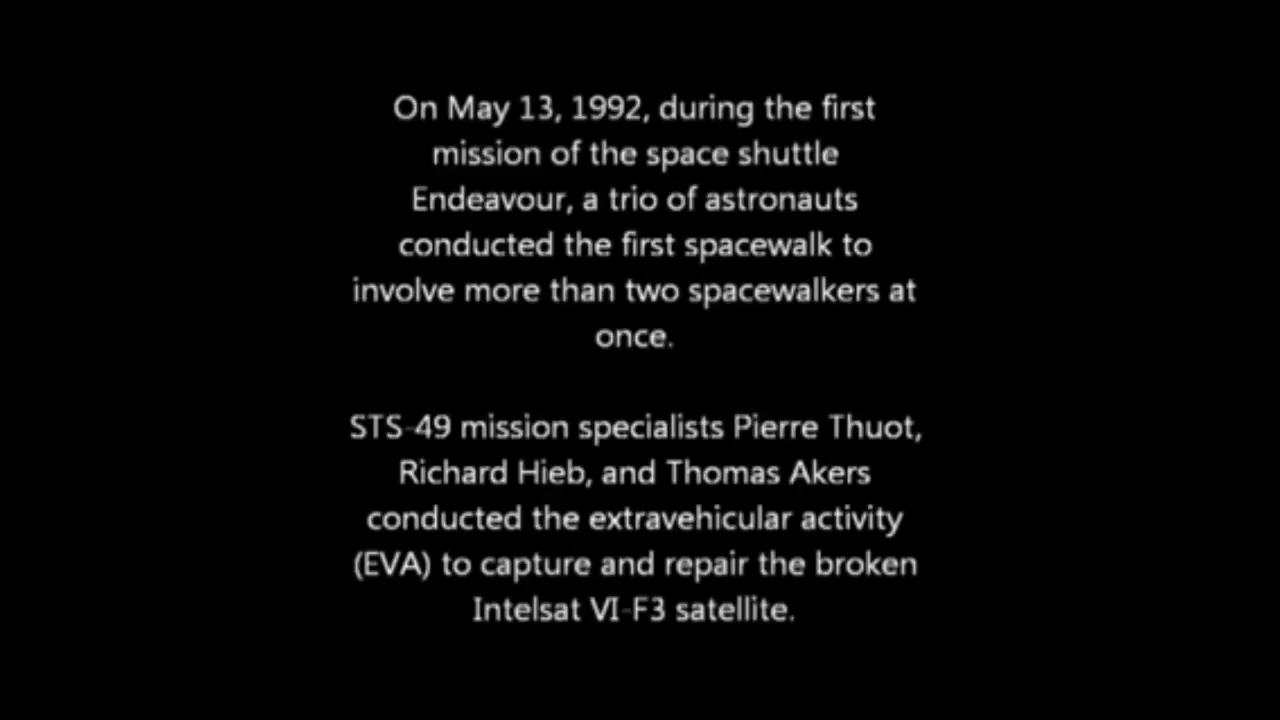 On May 13, 1992, during the first
mission of the space shuttle
Endeavour, a trio of astronauts
conducted the first spacewalk to
involve more than two spacewalkers at
once.
STS-49 mission specialists Pierre Thuot,
Richard Hieb, and Thomas Akers
conducted the extravehicular activity
(EVA) to capture and repair the broken
Intelsat VI-F3 satellite.